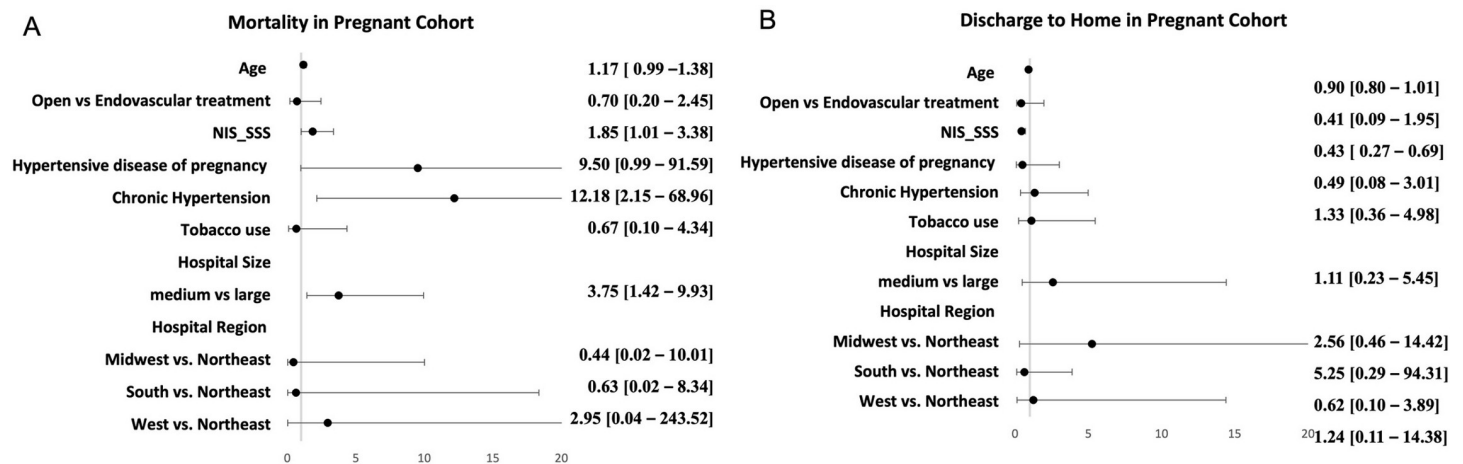 A
Mortality in Pregnant Cohort
Age 1.17 [ 0.99 –1.38]
Open vs Endovascular treatment 0.70 [0.20 – 2.45]
NIS_SSS 1.85 [1.01 – 3.38]
Hypertensive disease of pregnancy 9.50 [0.99 – 91.59]
Chronic Hypertension 12.18 [2.15 – 68.96]
Tobacco use 0.67 [0.10 – 4.34]
Hospital Size
medium vs large 3.75 [1.42 – 9.93]
Hospital Region
Midwest vs. Northeast 0.44 [0.02 – 10.01]
South vs. Northeast 0.63 [0.02 – 8.34]
West vs. Northeast 2.95 [0.04 – 243.52]
0 5 10 15 20
B
Discharge to Home in Pregnant Cohort
Age
0.90 [0.80 – 1.01]
Open vs Endovascular treatment
0.41 [0.09 – 1.95]
NIS_SSS
0.43 [ 0.27 – 0.69]
Hypertensive disease of pregnancy
0.49 [0.08 – 3.01]
Chronic Hypertension
1.33 [0.36 – 4.98]
Tobacco use
Hospital Size
medium vs large 1.11 [0.23 – 5.45]
Hospital Region
Midwest vs. Northeast 2.56 [0.46 – 14.42]
South vs. Northeast 5.25 [0.29 – 94.31]
West vs. Northeast 0.62 [0.10 – 3.89]
0 5 10 15 20 1.24 [0.11 – 14.38]